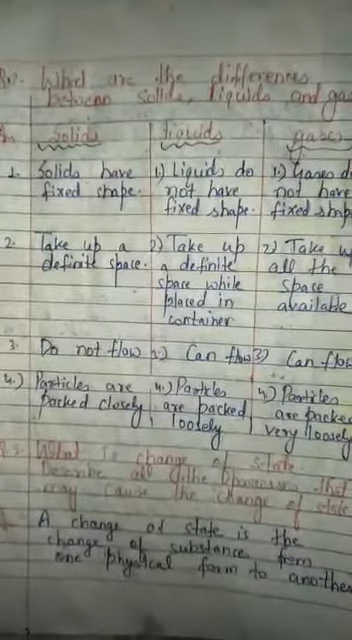 What are the differences
between solids, liquids and gas
Solids liquids gases
1. Solids have 1) Liquids do 1.) Gases d
fixed shape. not have not have
fixed shape. fixed shap
2. Take up a 2) Take up 2) Take u
definite space. a definite all the
space while space
placed in available
container
3. Do not flow Can flow 3) Can flo
4.) Particles are 4.) Particles 4) Particles
packed closely are packed are packe
loosely very loosely
What is change of state.
Describe all the processes that
may cause the change of state
A change of state is the
change of substance from
one physical form to another